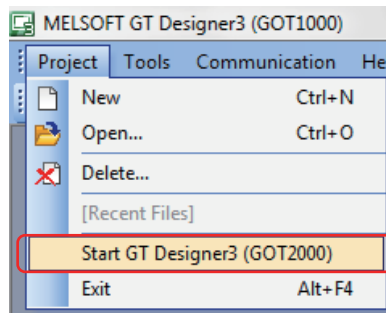 MELSOFT GT Designer3 (GOT1000)
Project Tools Communication He
New Ctrl+N
Open... Ctrl+O
Delete...
[Recent Files]
Start GT Designer3 (GOT2000)
Exit Alt+F4